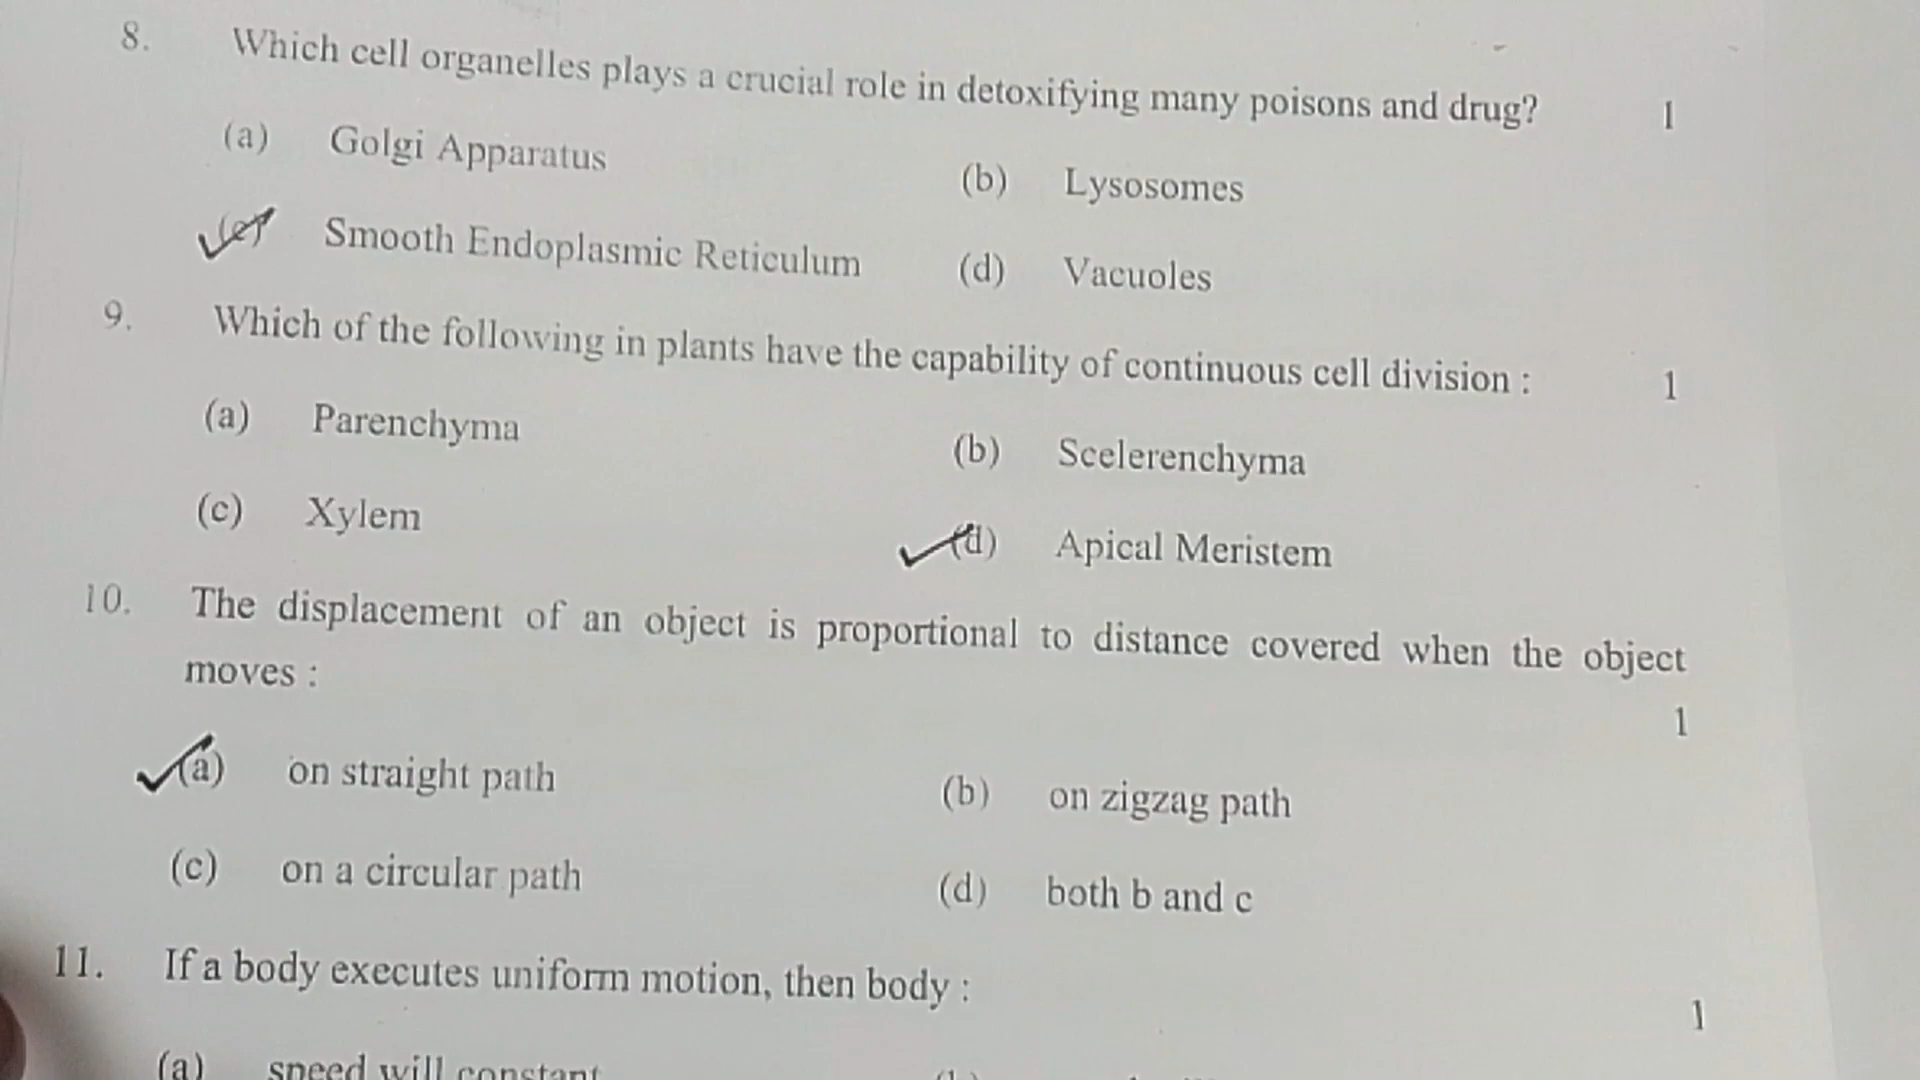 8. Which cell organelles plays a crucial role in detoxifying many poisons and drug? 1
(a) Golgi Apparatus (b) Lysosomes
(c) Smooth Endoplasmic Reticulum (d) Vacuoles
9. Which of the following in plants have the capability of continuous cell division : 1
(a) Parenchyma (b) Scelerenchyma
(c) Xylem (d) Apical Meristem
10. The displacement of an object is proportional to distance covered when the object
moves : 1
(a) on straight path (b) on zigzag path
(c) on a circular path (d) both b and c
11. If a body executes uniform motion, then body : 1
(a) speed will constant